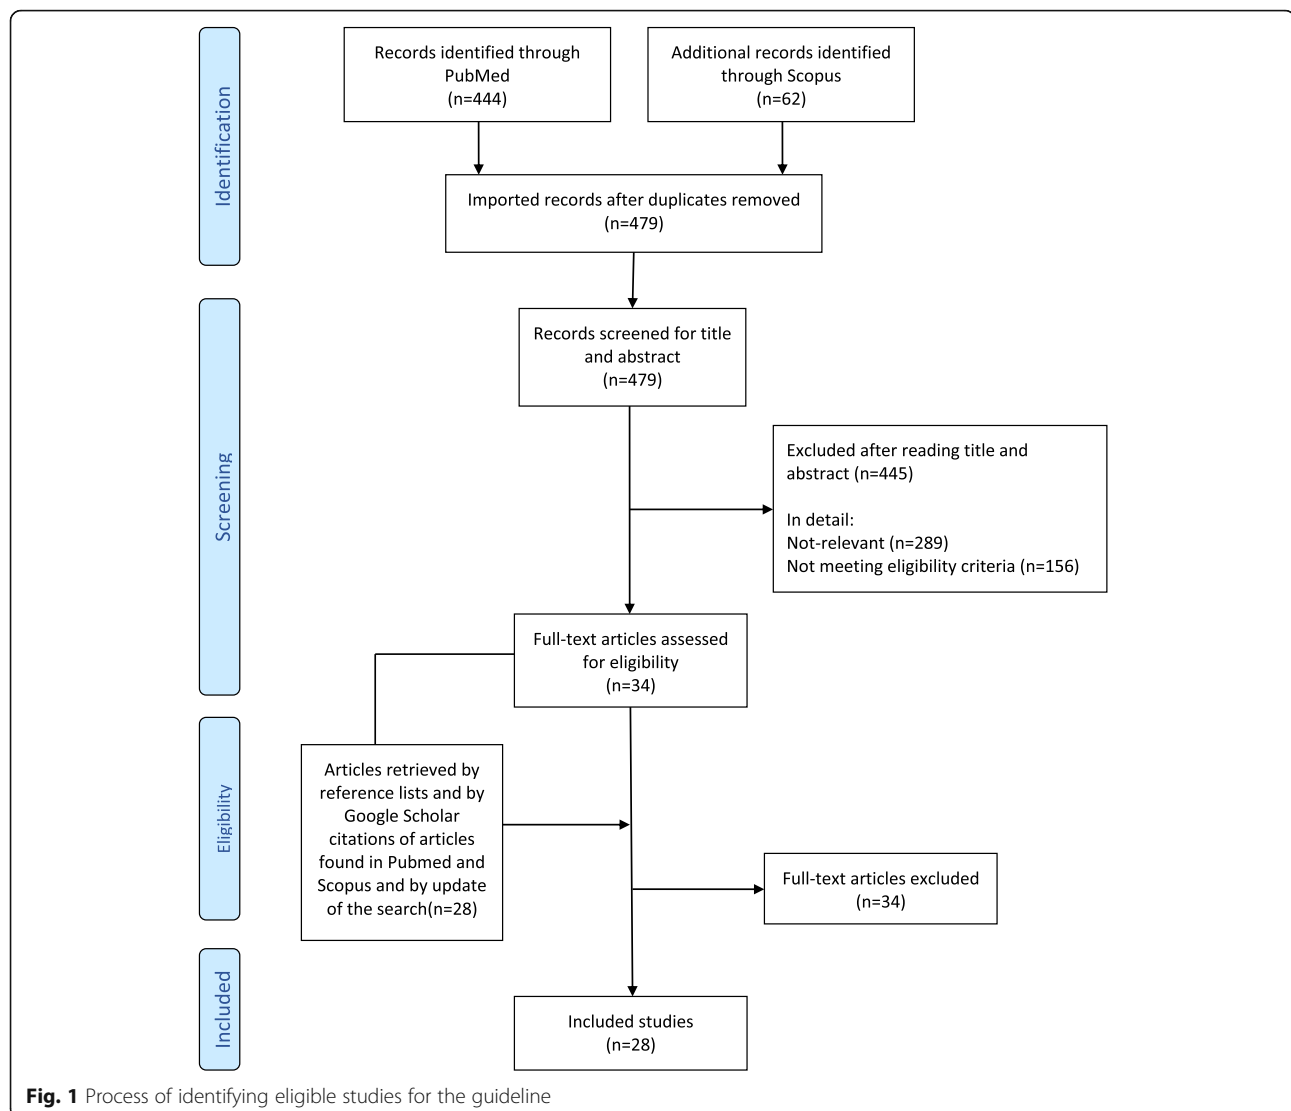 Identification
Records identified through
PubMed
(n=444)
Additional records identified
through Scopus
(n=62)
Imported records after duplicates removed
(n=479)
Screening
Records screened for title
and abstract
(n=479)
Excluded after reading title and
abstract (n=445)
In detail:
Not-relevant (n=289)
Not meeting eligibility criteria (n=156)
Full-text articles assessed
for eligibility
(n=34)
Eligibility
Articles retrieved by
reference lists and by
Google Scholar
citations of articles
found in Pubmed and
Scopus and by update
of the search(n=28)
Full-text articles excluded
(n=34)
Included
Included studies
(n=28)
Fig. 1 Process of identifying eligible studies for the guideline